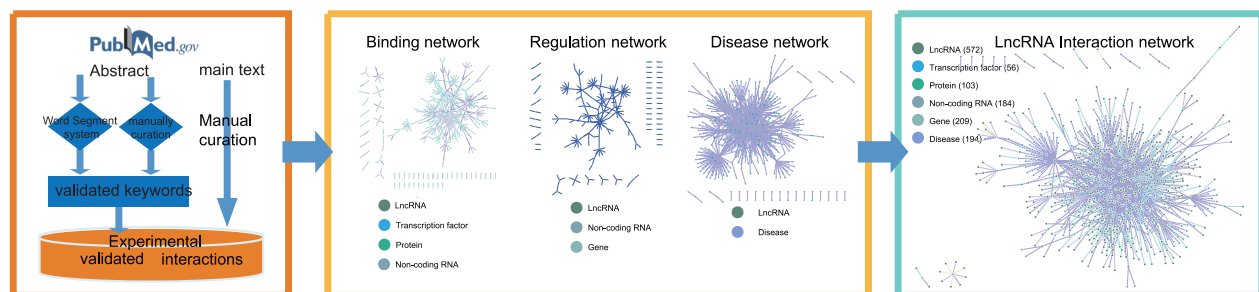 PubMed.gov
Abstract
main text
Word Segment
system
manually
curation
Manual
curation
validated keywords
Experimental
validated interactions
Binding network
LncRNA
Transcription factor
Protein
Non-coding RNA
Regulation network
LncRNA
Non-coding RNA
Gene
Disease network
LncRNA
Disease
LncRNA Interaction network
LncRNA (572)
Transcription factor (56)
Protein (103)
Non-coding RNA (184)
Gene (209)
Disease (194)